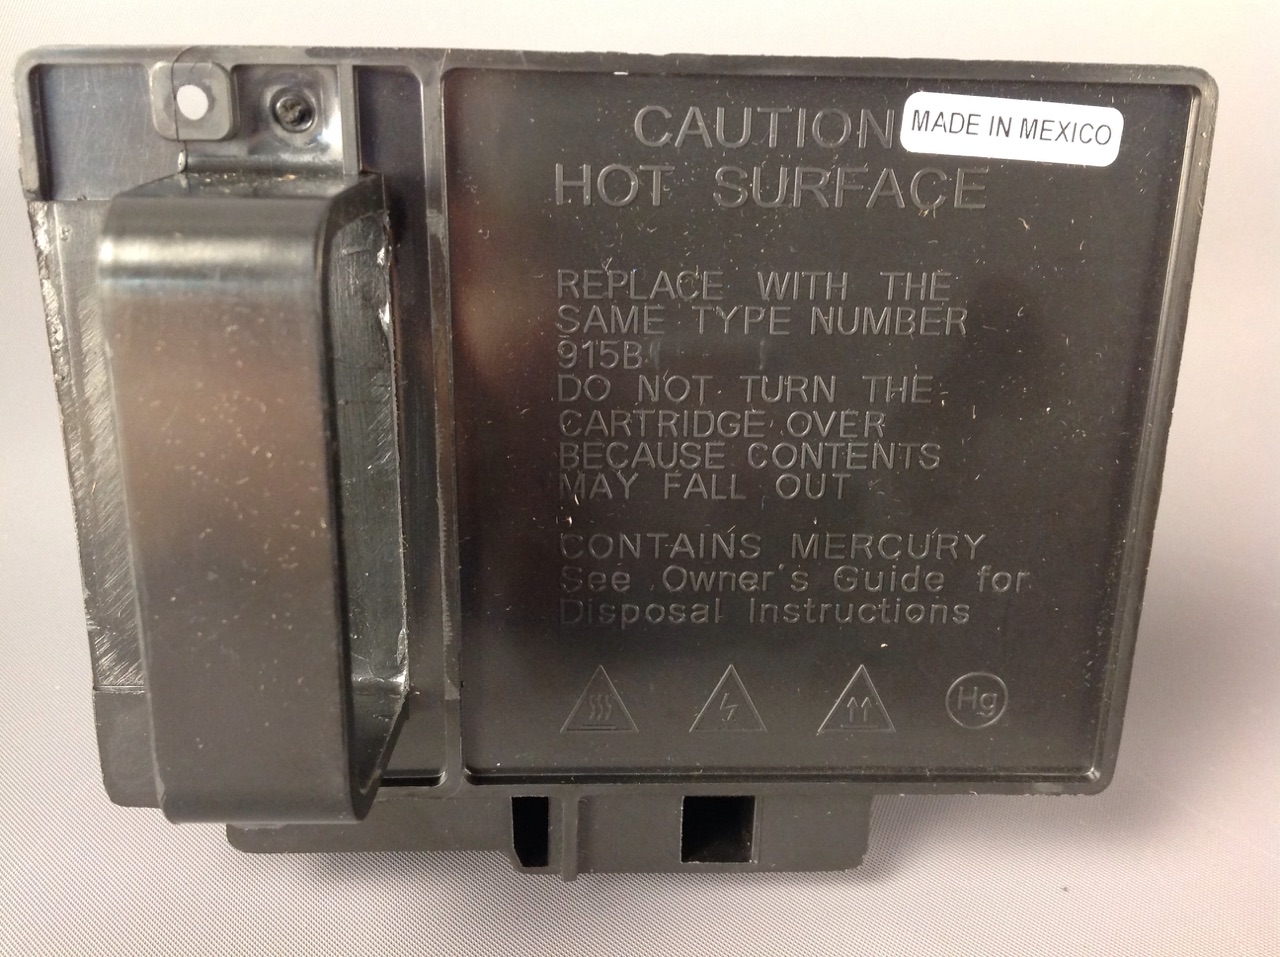 CAUTION
MADE IN MEXICO
HOT SURFACE
REPLACE WITH THE
SAME TYPE NUMBER
915B
DO NOT TURN THE
CARTRIDGE OVER
BECAUSE CONTENTS
MAY FALL OUT
CONTAINS MERCURY
See Owner's Guide for
Disposal Instructions
Hg